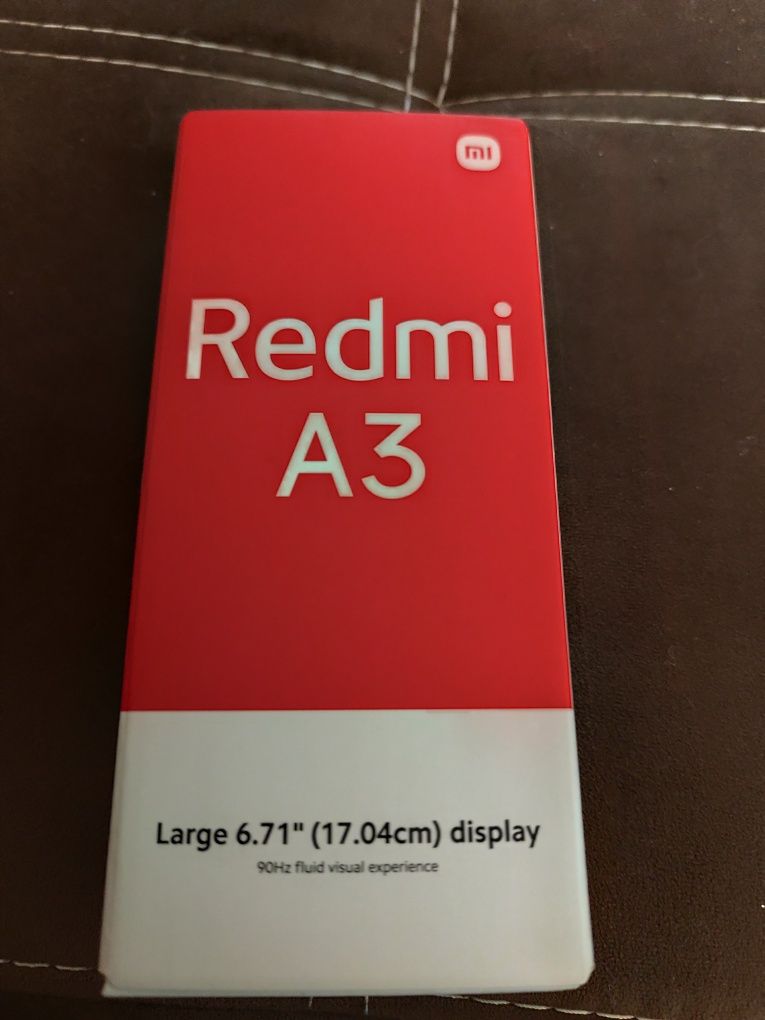 mi
Redmi
A3
Large 6.71" (17.04cm) display
90Hz fluid visual experience